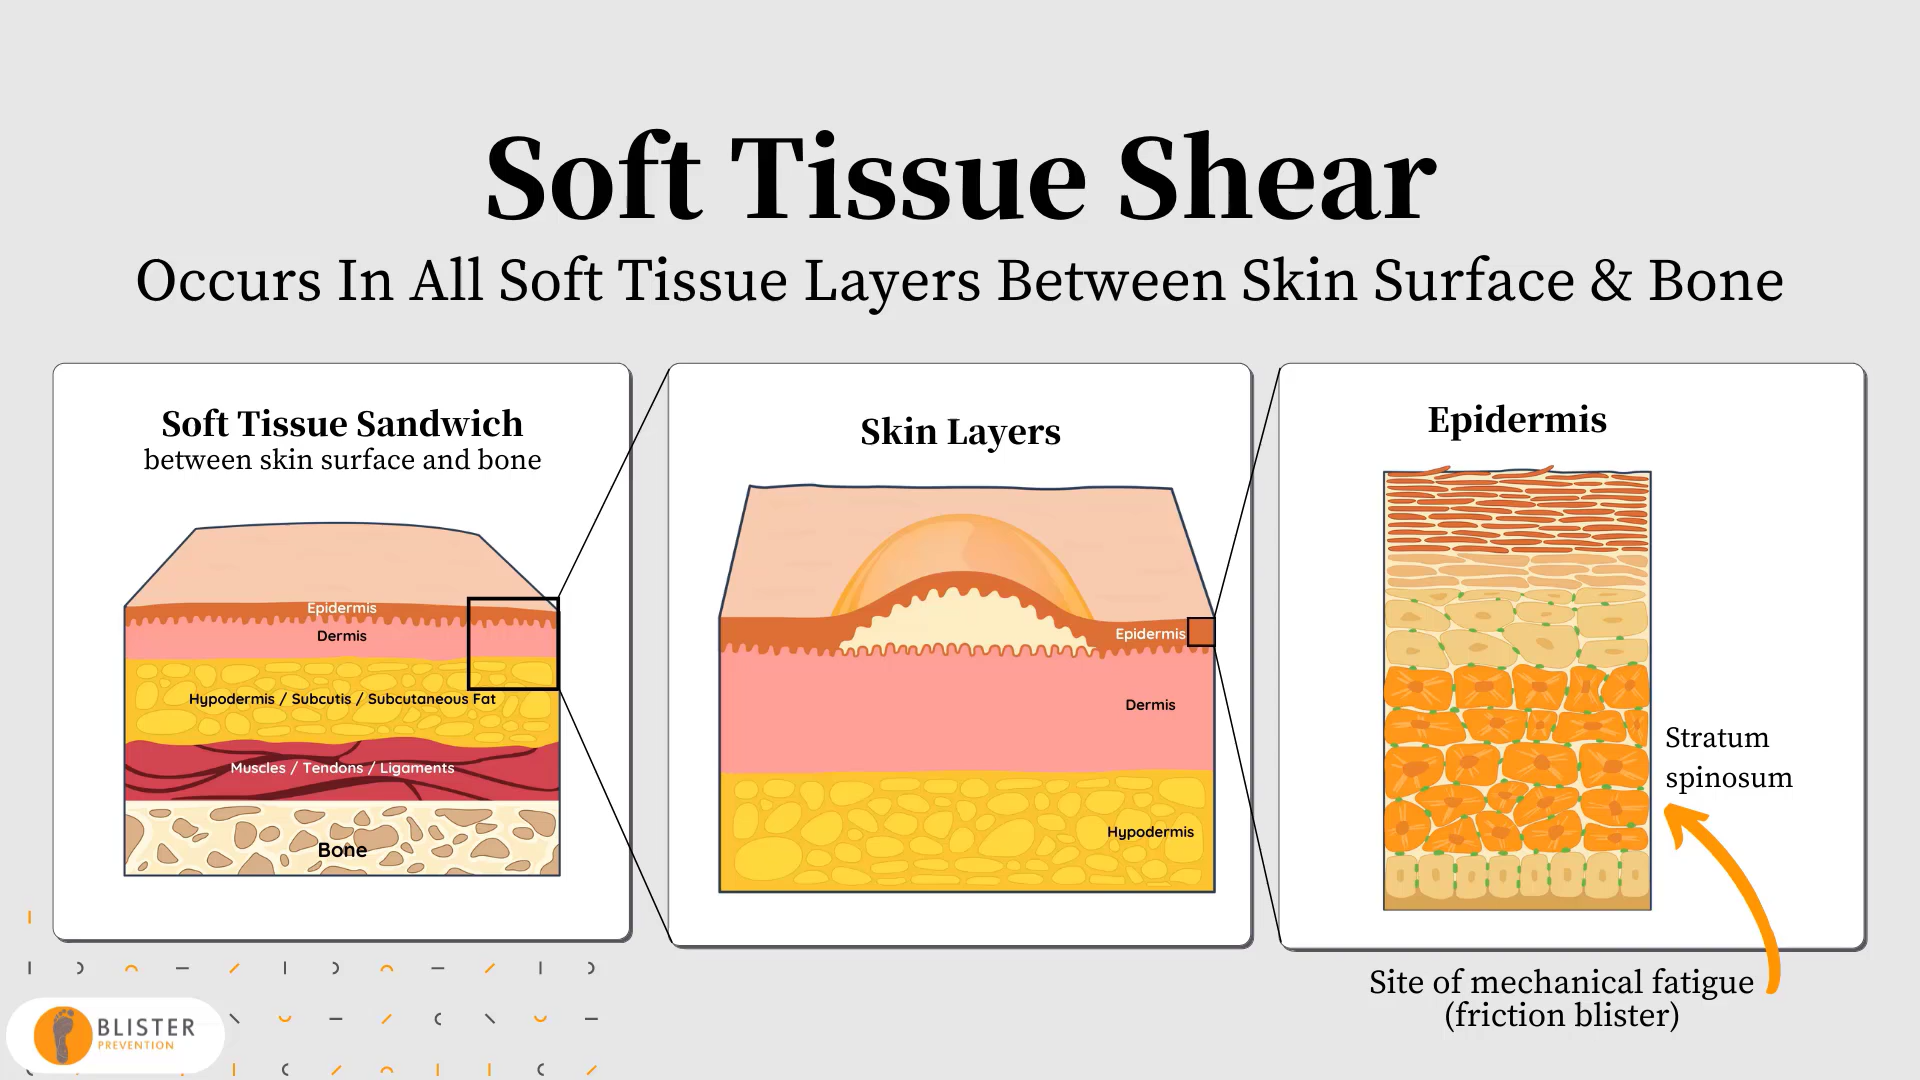 Soft Tissue Shear
Occurs In All Soft Tissue Layers Between Skin Surface & Bone
Soft Tissue Sandwich
between skin surface and bone
Epidermis
Dermis
Hypodermis / Subcutis / Subcutaneous Fat
Muscles / Tendons / Ligaments
Bone
Skin Layers
Epidermis
Dermis
Hypodermis
Epidermis
Stratum
spinosum
Site of mechanical fatigue
(friction blister)
BLISTER
PREVENTION